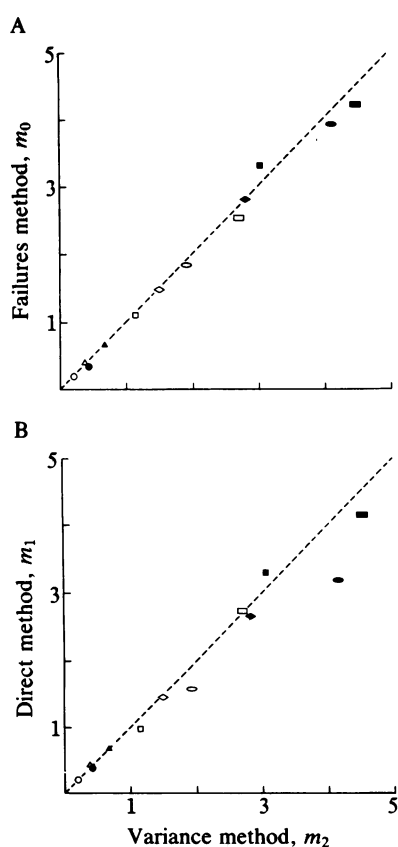 A
5
Failures method, m₀
3
1
B
5
Direct method, m₁
3
1
1 3 5
Variance method, m₂